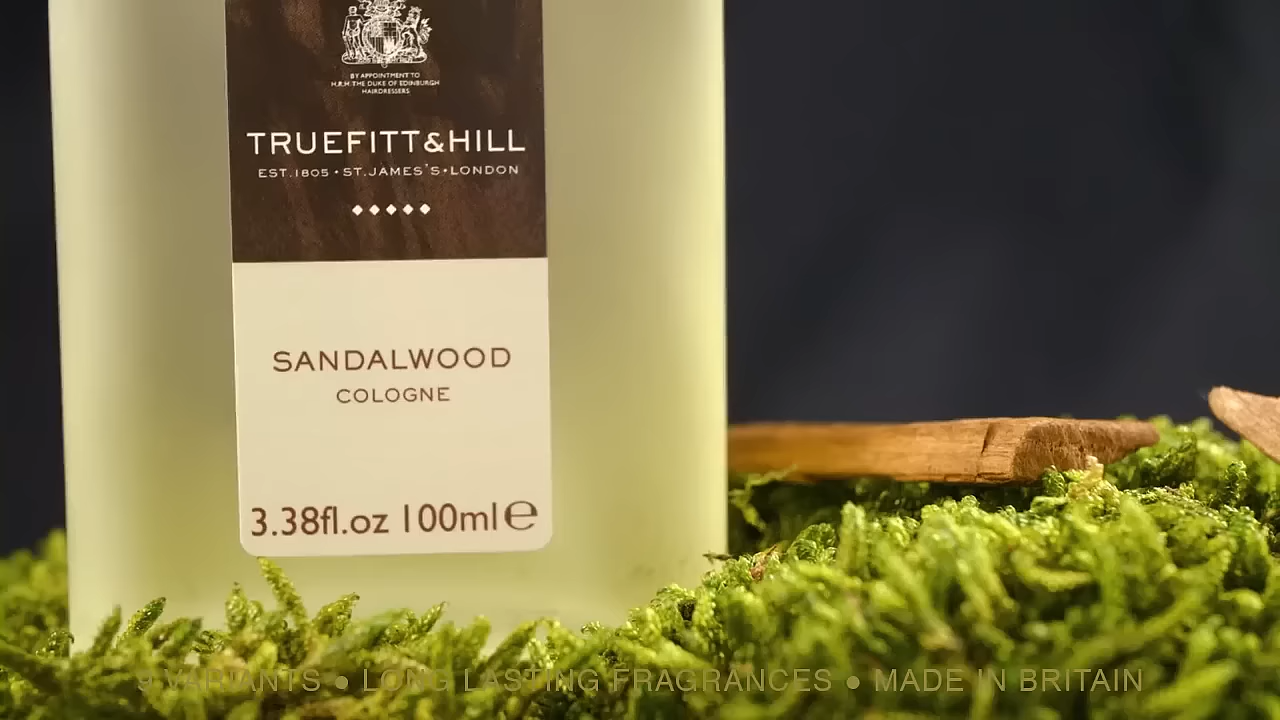 BY APPOINTMENT TO
H.R.H. THE DUKE OF EDINBURGH
HAIRDRESSERS
TRUEFITT&HILL
EST.1805 • ST.JAMES'S • LONDON
SANDALWOOD
COLOGNE
3.38fl.oz 100ml℮
9 VARIANTS ● LONG LASTING FRAGRANCES ● MADE IN BRITAIN